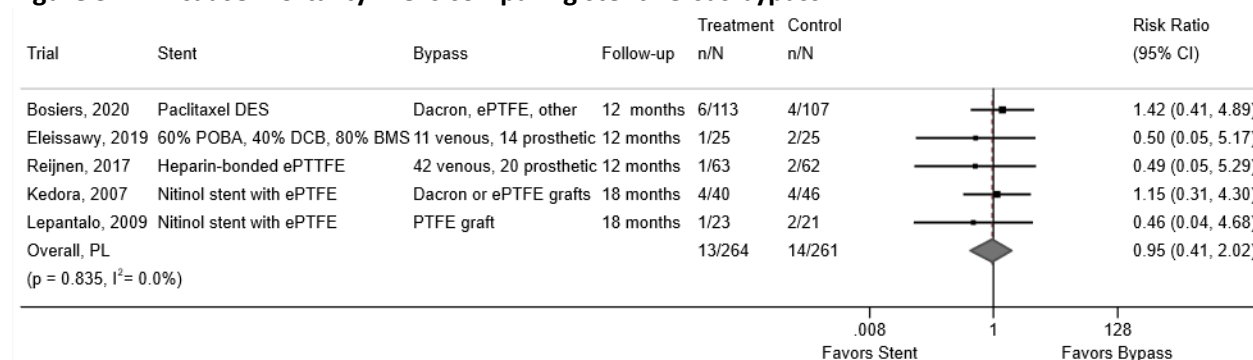 Treatment Control Risk Ratio
Trial Stent Bypass Follow-up n/N n/N (95% CI)
Bosiers, 2020 Paclitaxel DES Dacron, ePTFE, other 12 months 6/113 4/107 1.42 (0.41, 4.89)
Eleissawy, 2019 60% POBA, 40% DCB, 80% BMS 11 venous, 14 prosthetic 12 months 1/25 2/25 0.50 (0.05, 5.17)
Reijnen, 2017 Heparin-bonded ePTTFE 42 venous, 20 prosthetic 12 months 1/63 2/62 0.49 (0.05, 5.29)
Kedora, 2007 Nitinol stent with ePTFE Dacron or ePTFE grafts 18 months 4/40 4/46 1.15 (0.31, 4.30)
Lepantalo, 2009 Nitinol stent with ePTFE PTFE graft 18 months 1/23 2/21 0.46 (0.04, 4.68)
Overall, PL 13/264 14/261 0.95 (0.41, 2.02)
(p = 0.835, I²= 0.0%)
.008 1 128
Favors Stent Favors Bypass